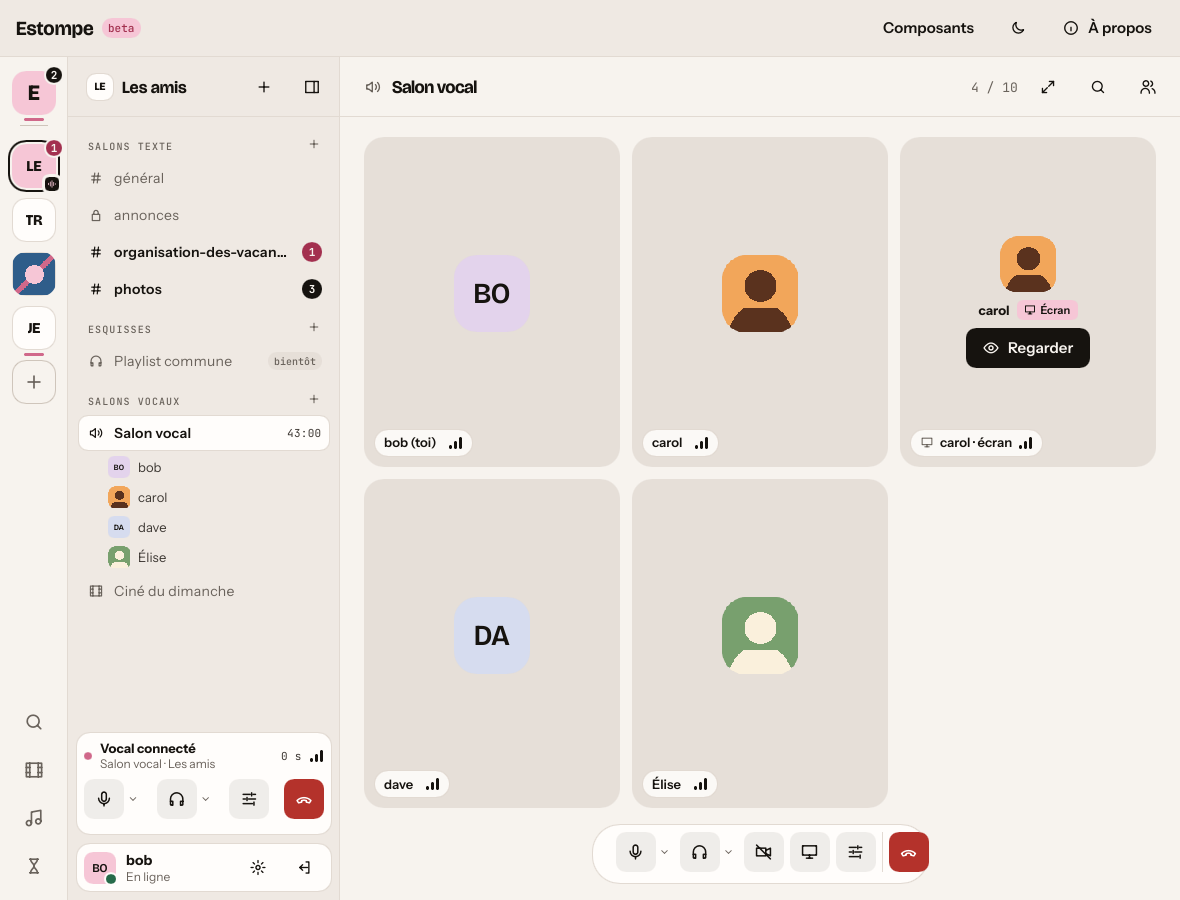 Estompe beta
Composants
À propos
E 2
LE 1
TR
JE
LE Les amis
SALONS TEXTE
# général
annonces
# organisation-des-vacan... 1
# photos 3
ESQUISSES
Playlist commune bientôt
SALONS VOCAUX
Salon vocal 43:00
BO bob
carol
DA dave
Élise
Ciné du dimanche
Vocal connecté
Salon vocal · Les amis
0 s
BO bob
En ligne
Salon vocal
4 / 10
BO
bob (toi)
carol
carol Écran
Regarder
carol · écran
DA
dave
Élise